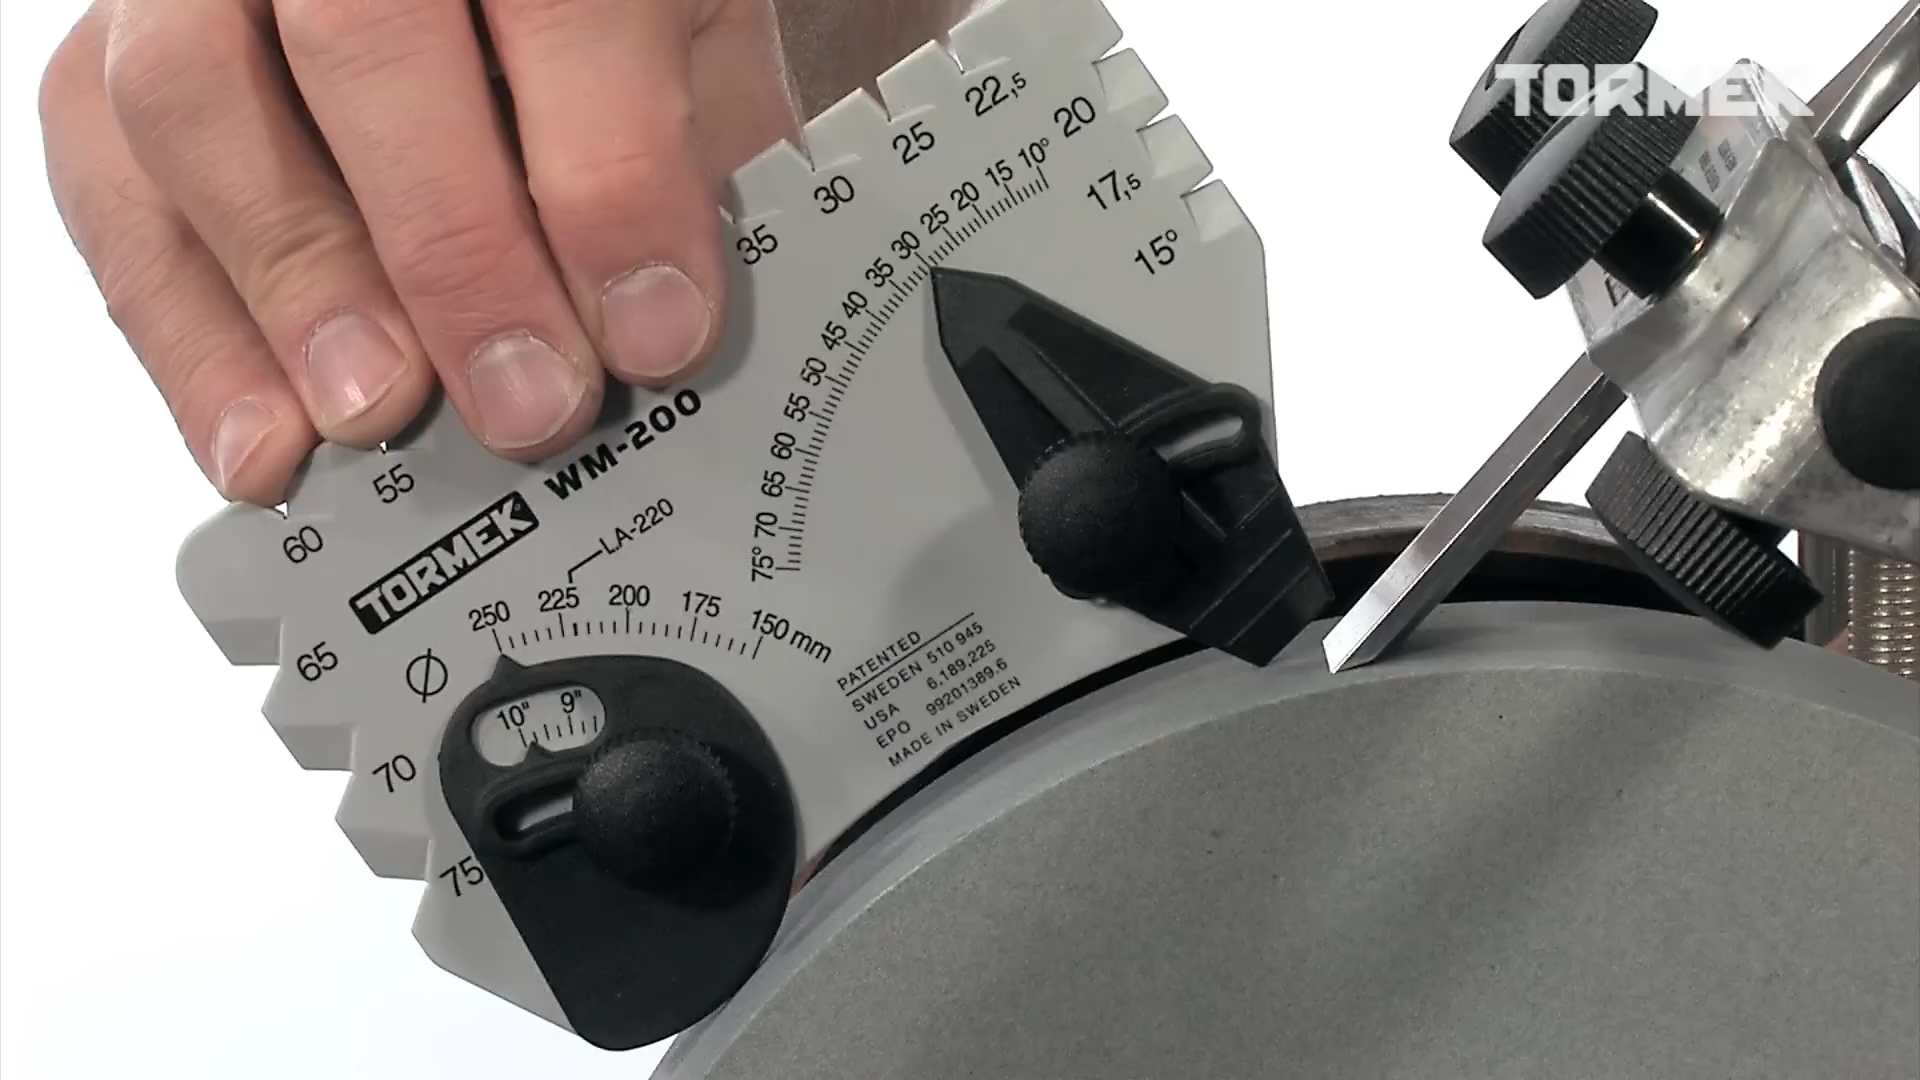 TORMEK
22,5
25
20
30
17,5
35
15°
10°
15
20
25
30
35
40
45
50
55
60
65
70
75°
55
60
65
70
75
TORMEK WM-200
LA-220
250 225 200 175 150 mm
Ø
10" 9"
PATENTED
SWEDEN 510 945
USA 6,189,225
EPO 99201389.6
MADE IN SWEDEN